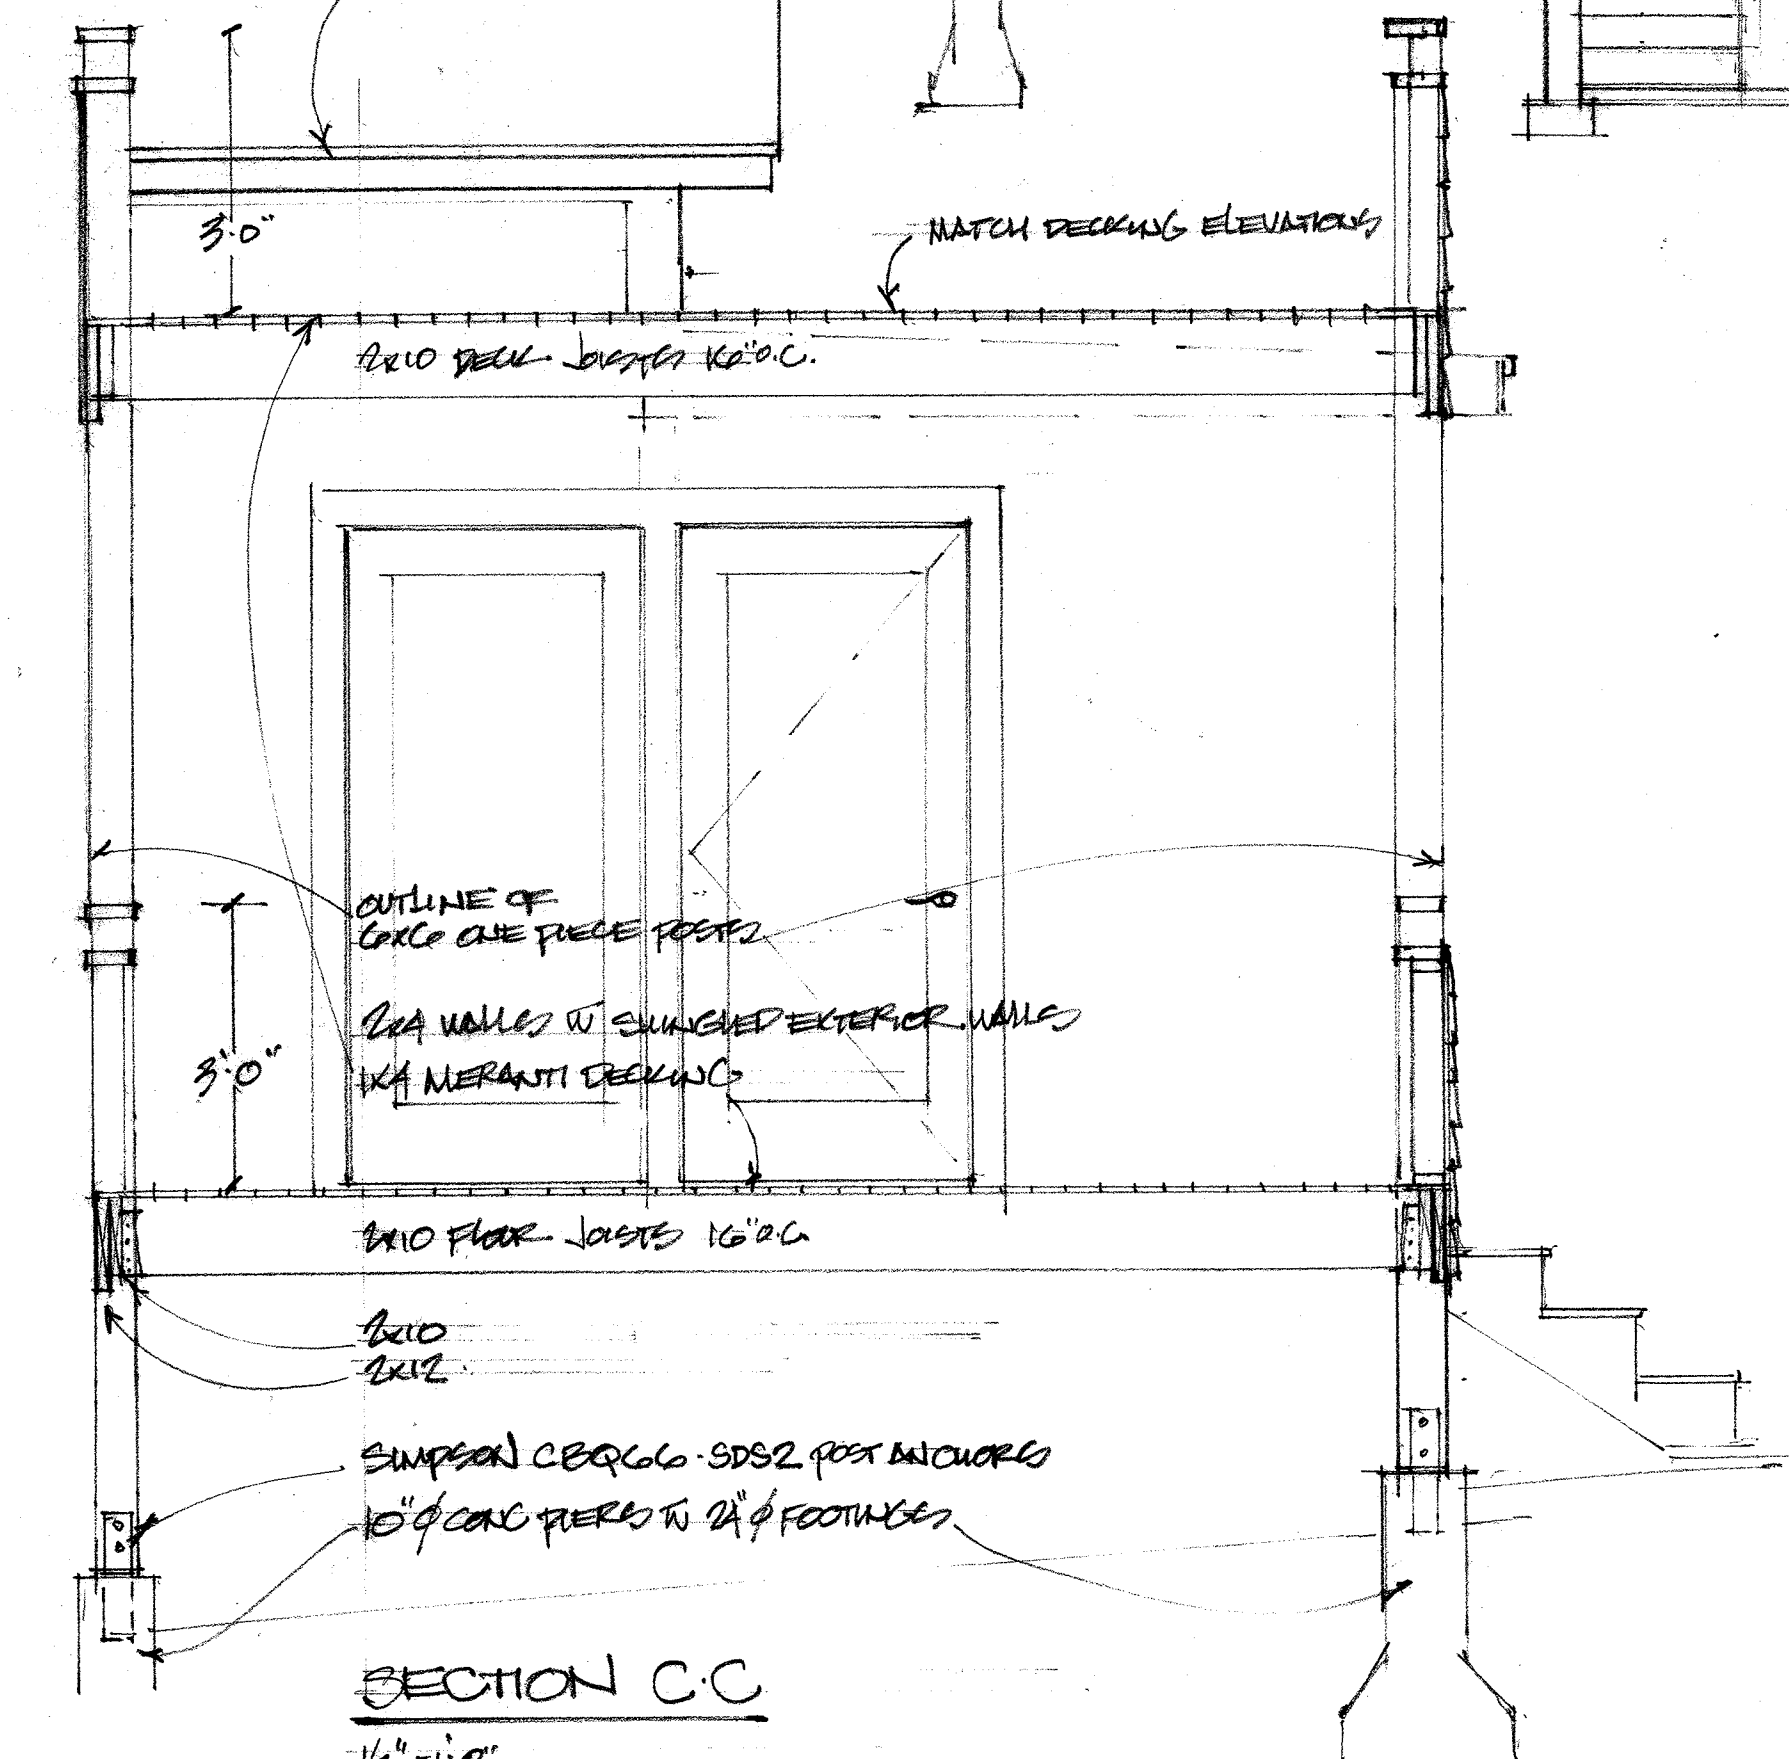 3'·0"
MATCH DECKING ELEVATIONS
2X10 DECK JOISTS 16"O.C.
OUTLINE OF
6X6 ONE PIECE POSTS
2X4 WALLS W SHINGLED EXTERIOR WALLS
3'·0"
1X4 MERANTI DECKING
2X10 FLOOR JOISTS 16"O.C.
2X10
2X12
SIMPSON CBQ66·SDS2 POST ANCHORS
10"Ø CONC PIERS W 24"Ø FOOTINGS
SECTION C·C